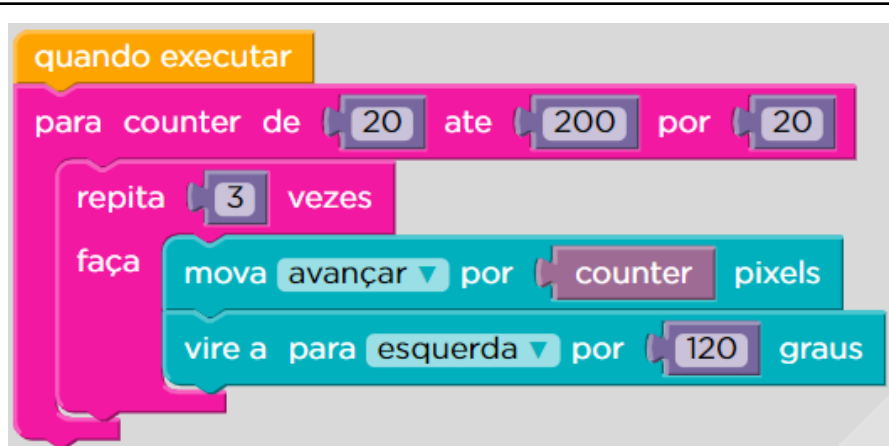 quando executar
para counter de 20 ate 200 por 20
repita 3 vezes
faça
mova avançar por counter pixels
vire a para esquerda por 120 graus